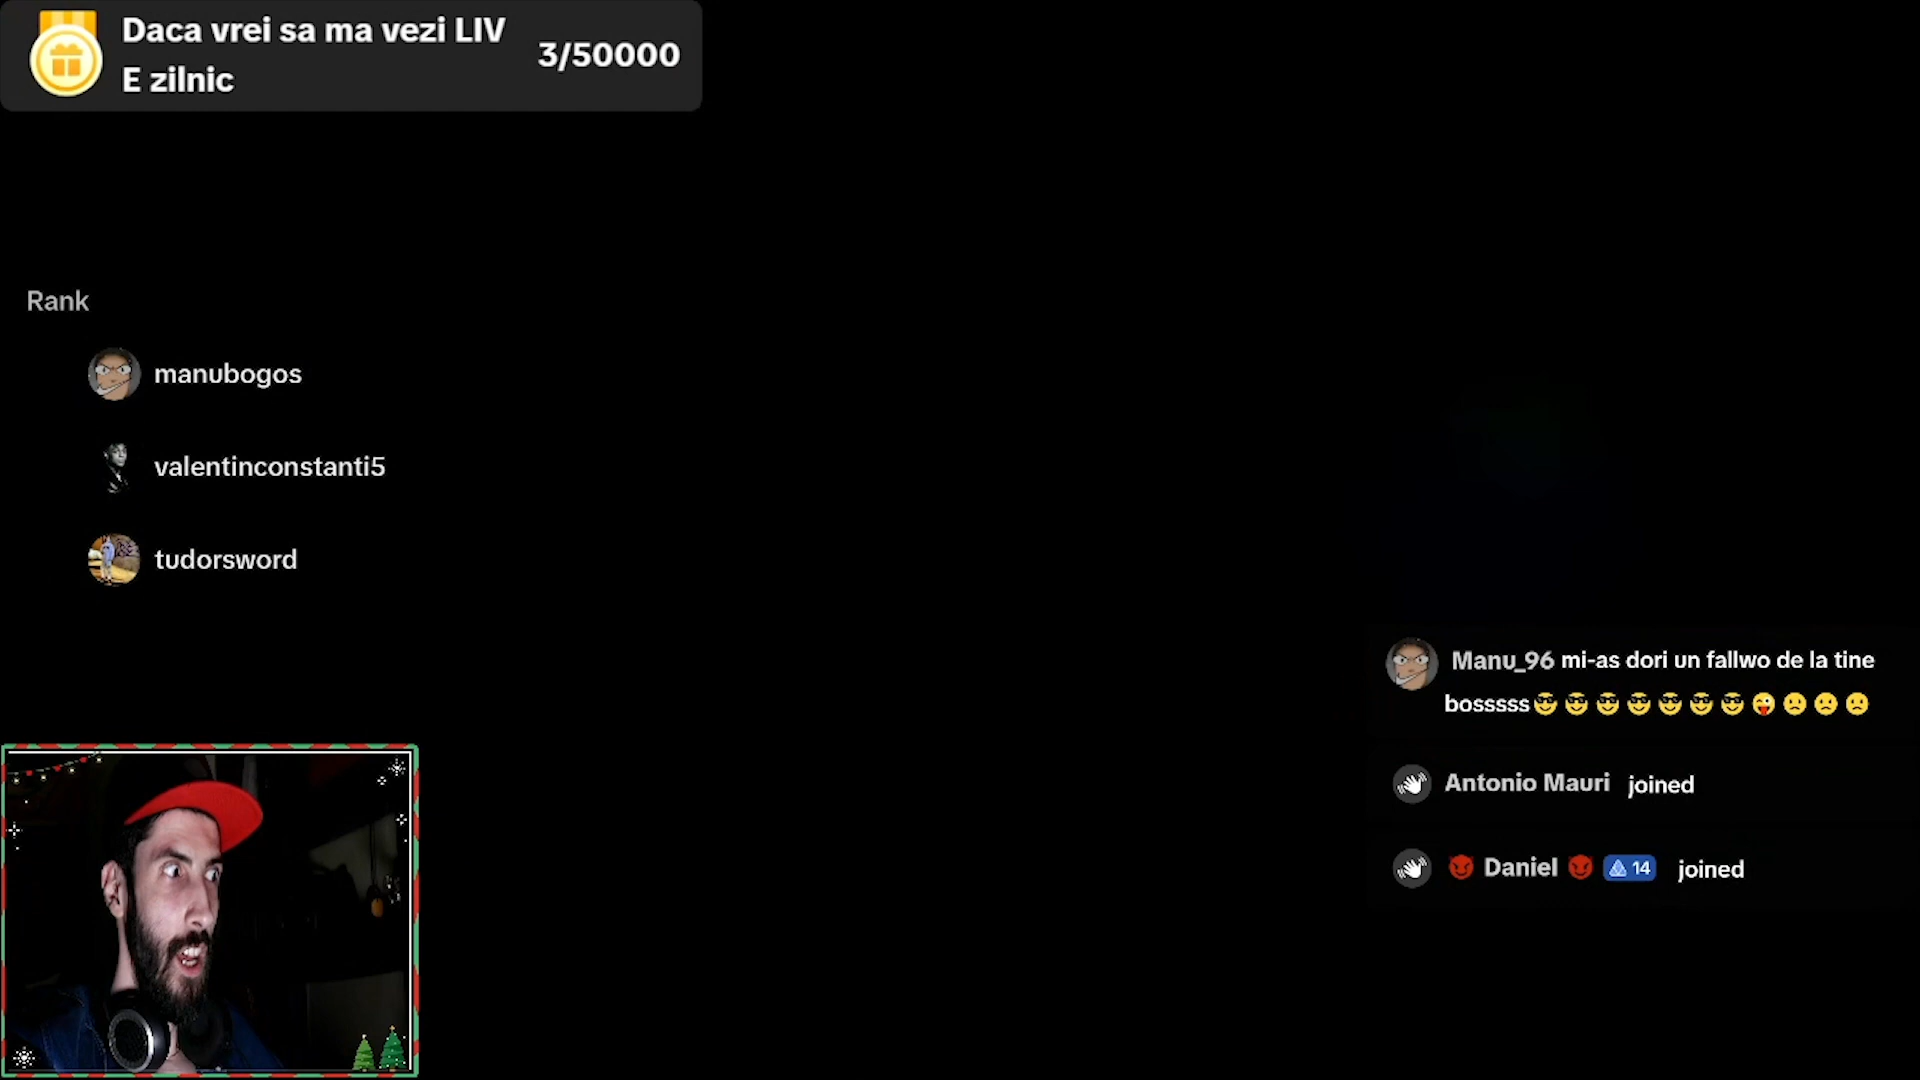 Daca vrei sa ma vezi LIV
E zilnic
3/50000
Rank
manubogos
valentinconstanti5
tudorsword
Manu_96 mi-as dori un fallwo de la tine
bosssss😎😎😎😎😎😎😎😜🙁🙁🙁
Antonio Mauri joined
😈 Daniel 😈 14 joined